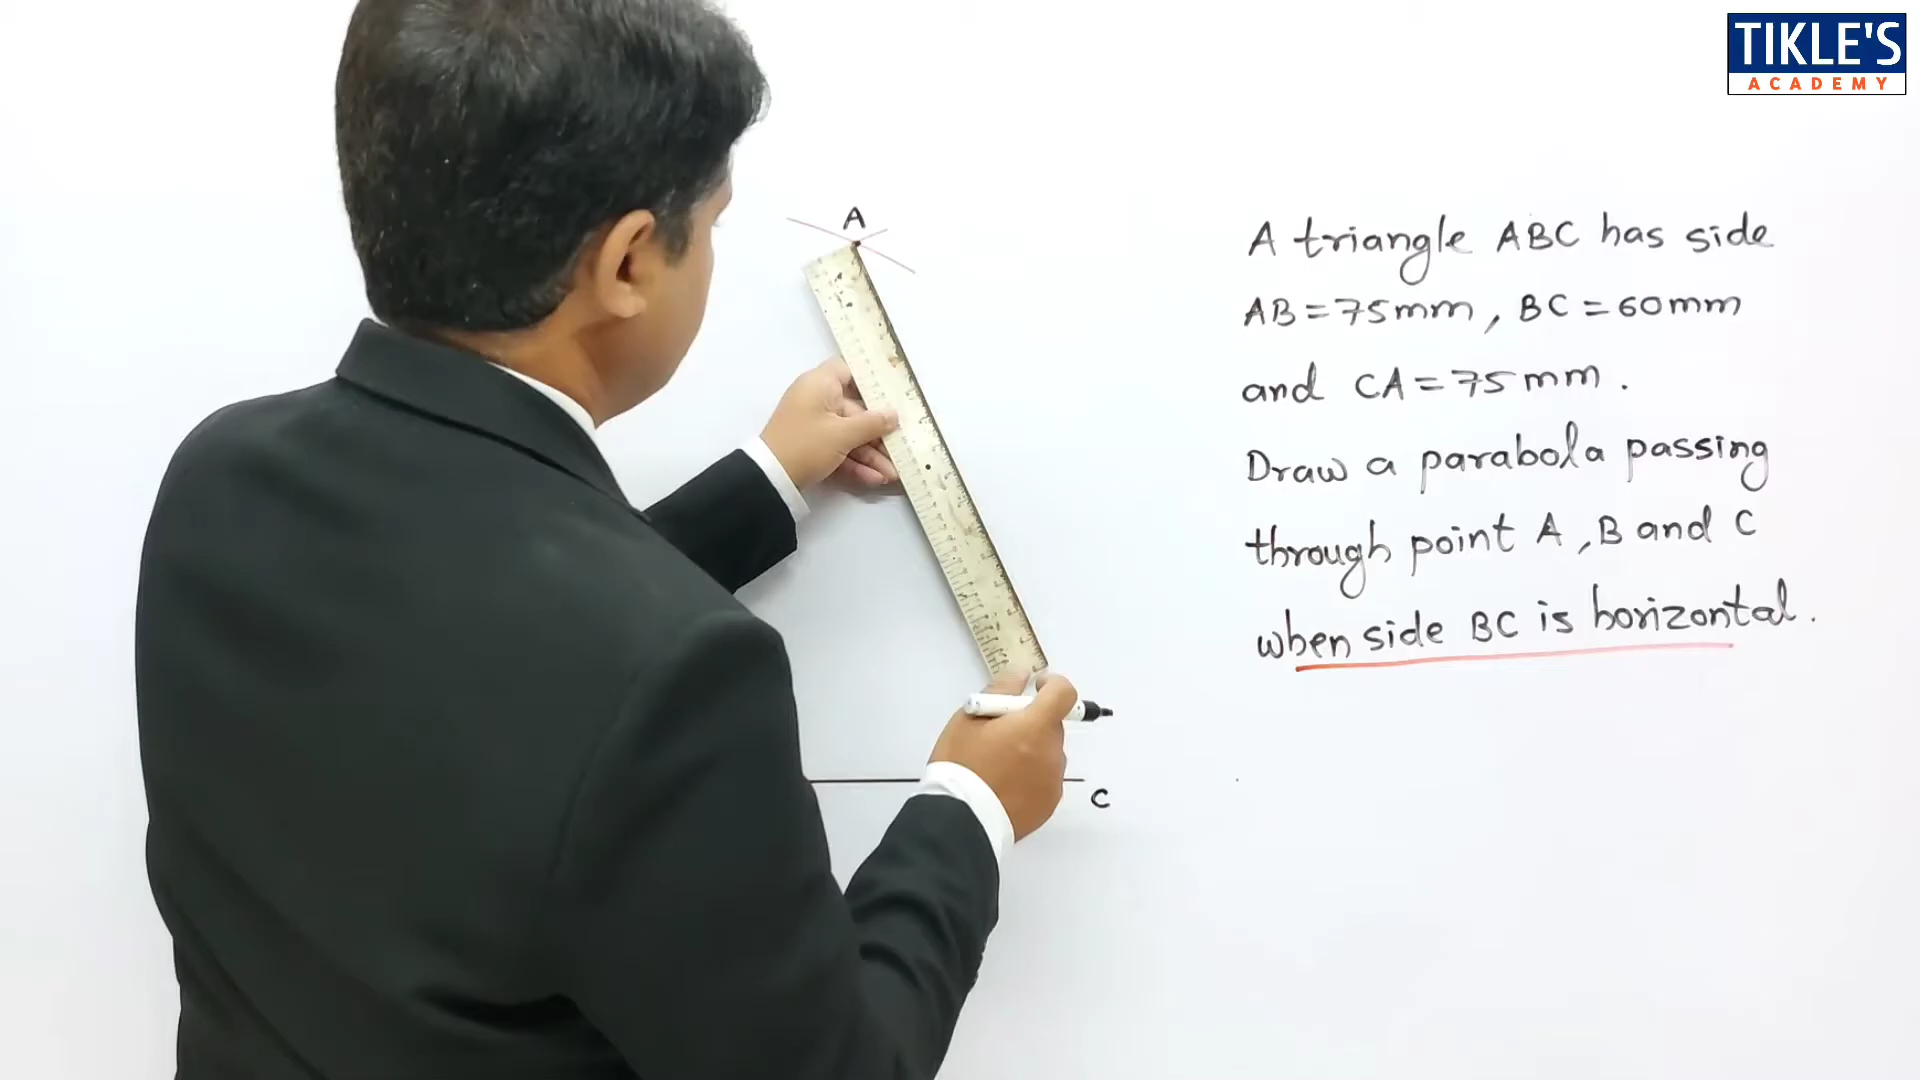 TIKLE'S
ACADEMY
A
C
A triangle ABC has side
AB = 75mm, BC = 60mm
and CA = 75mm.
Draw a parabola passing
through point A, B and C
when side BC is horizontal.